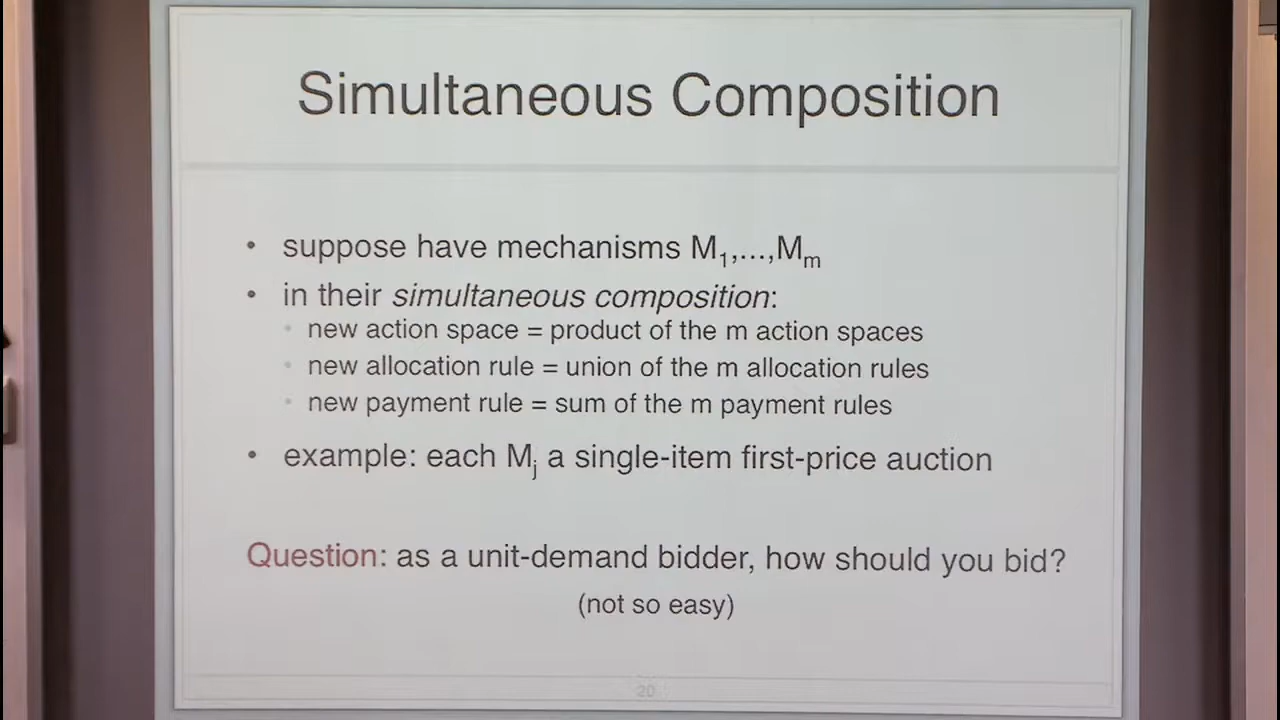 Simultaneous Composition
• suppose have mechanisms M1,...,Mm
• in their simultaneous composition:
• new action space = product of the m action spaces
• new allocation rule = union of the m allocation rules
• new payment rule = sum of the m payment rules
• example: each Mj a single-item first-price auction
Question: as a unit-demand bidder, how should you bid?
(not so easy)
20